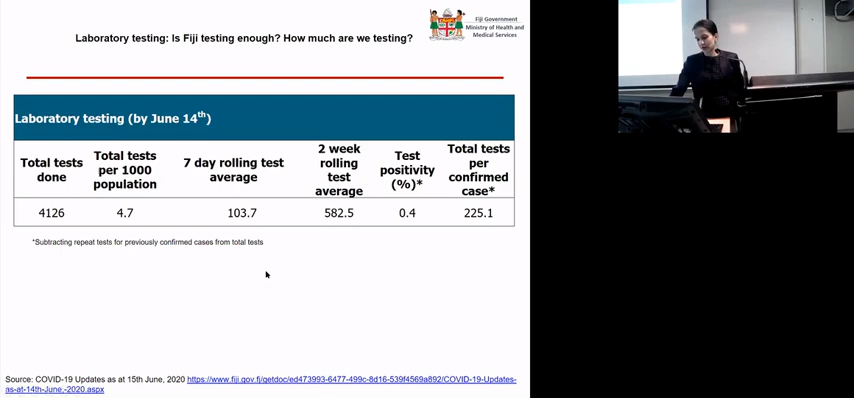 Laboratory testing: Is Fiji testing enough? How much are we testing?
Fiji Government
Ministry of Health and
Medical Services
Laboratory testing (by June 14th)
Total tests done	Total tests per 1000 population	7 day rolling test average	2 week rolling test average	Test positivity (%)*	Total tests per confirmed case*
4126	4.7	103.7	582.5	0.4	225.1
*Subtracting repeat tests for previously confirmed cases from total tests
Source: COVID-19 Updates as at 15th June, 2020 https://www.fiji.gov.fj/getdoc/ed473993-6477-499c-8d16-539f4569a892/COVID-19-Updates-
as-at-14th-June,-2020.aspx